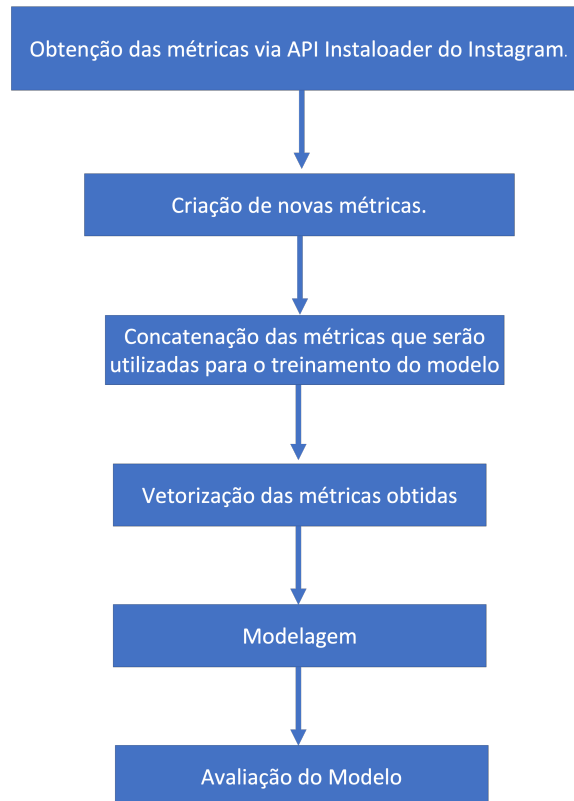 Obtenção das métricas via API Instaloader do Instagram.
Criação de novas métricas.
Concatenação das métricas que serão
utilizadas para o treinamento do modelo
Vetorização das métricas obtidas
Modelagem
Avaliação do Modelo